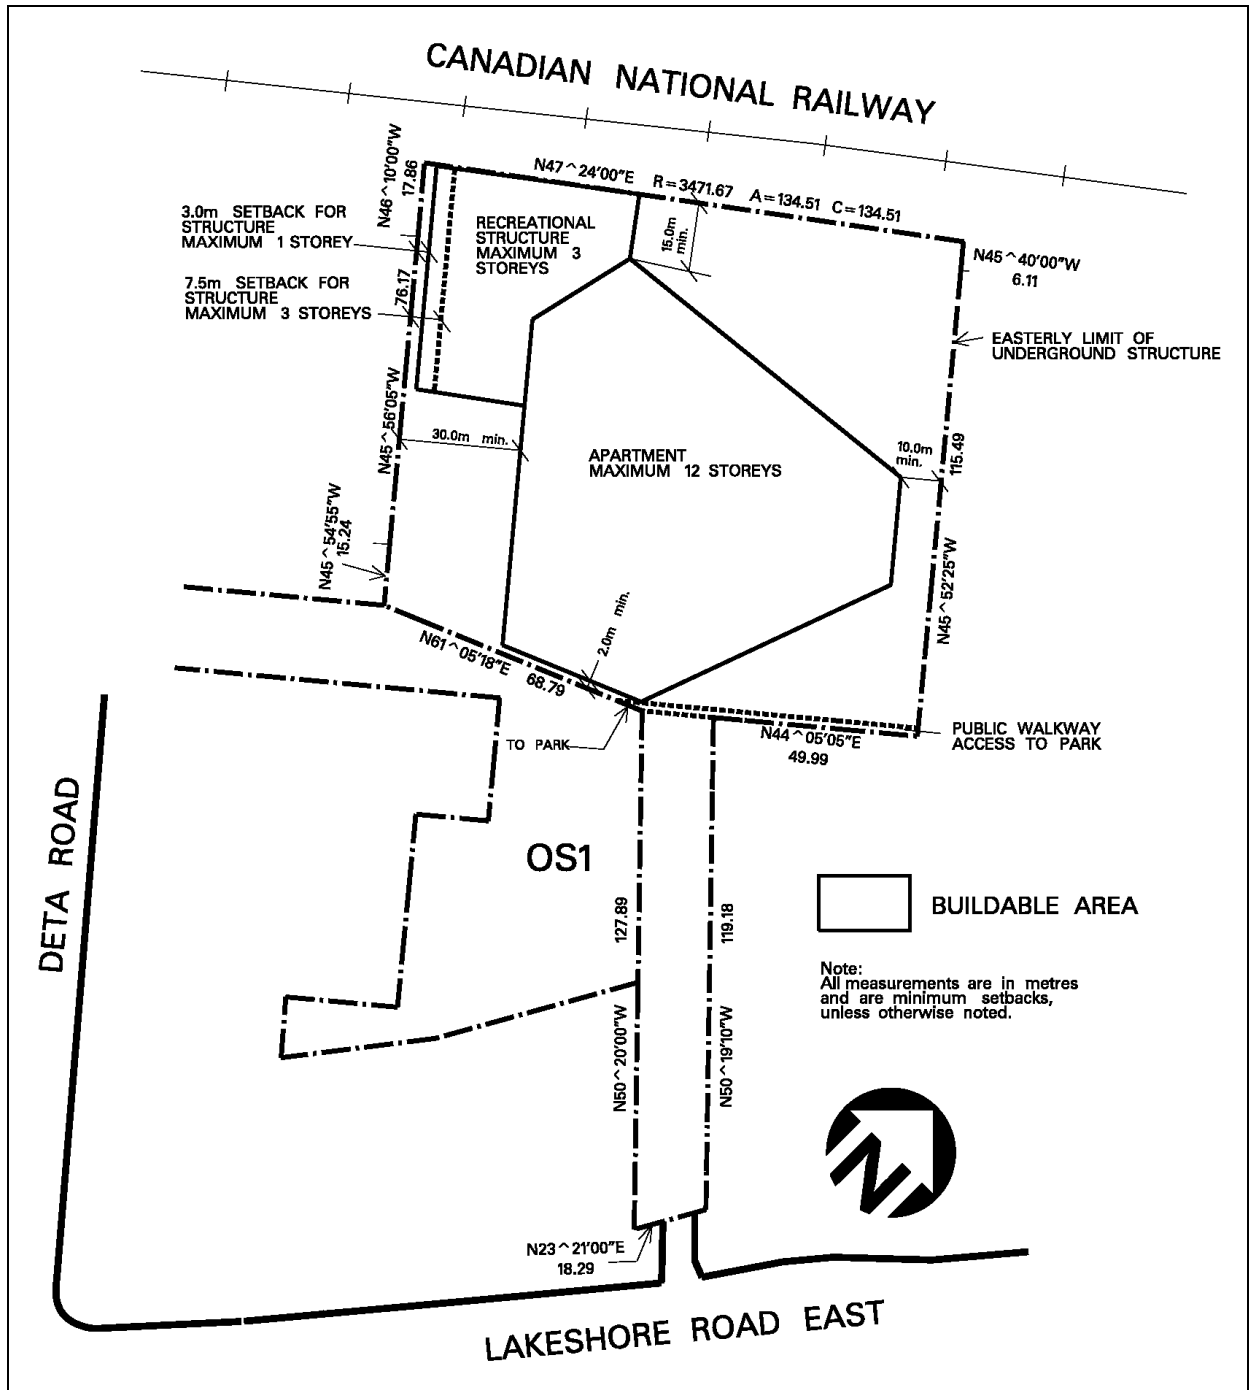 CANADIAN NATIONAL RAILWAY
N46^10'00"W
17.86
N47^24'00"E R=3471.67 A=134.51 C=134.51
3.0m SETBACK FOR
STRUCTURE
MAXIMUM 1 STOREY
RECREATIONAL
STRUCTURE
MAXIMUM 3
STOREYS
15.0m
min.
N45^40'00"W
6.11
7.5m SETBACK FOR
STRUCTURE
MAXIMUM 3 STOREYS
76.17
N45^56'05"W
EASTERLY LIMIT OF
UNDERGROUND STRUCTURE
30.0m min.
APARTMENT
MAXIMUM 12 STOREYS
10.0m
min.
115.49
N45^52'25"W
N45^54'55"W
15.24
2.0m min.
N61^05'18"E
68.79
TO PARK
N44^05'05"E
49.99
PUBLIC WALKWAY
ACCESS TO PARK
DETA ROAD
OS1
127.89
N50^20'00"W
119.18
N50^19'10"W
BUILDABLE AREA
Note:
All measurements are in metres
and are minimum setbacks,
unless otherwise noted.
N
N23^21'00"E
18.29
LAKESHORE ROAD EAST